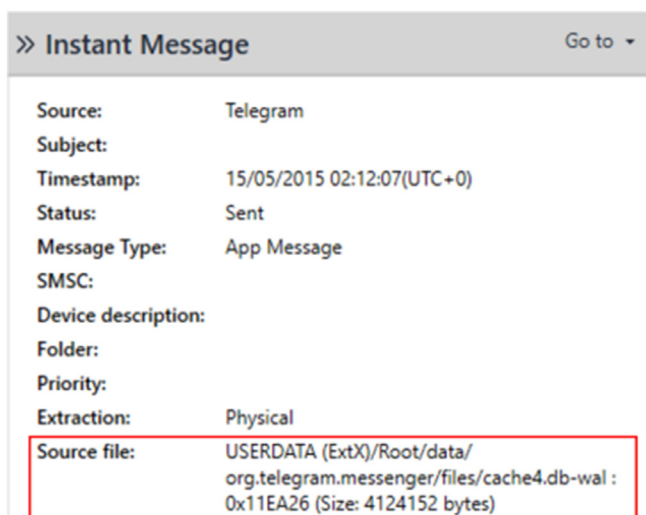 » Instant Message Go to
Source: Telegram
Subject:
Timestamp: 15/05/2015 02:12:07(UTC+0)
Status: Sent
Message Type: App Message
SMSC:
Device description:
Folder:
Priority:
Extraction: Physical
Source file: USERDATA (ExtX)/Root/data/
org.telegram.messenger/files/cache4.db-wal :
0x11EA26 (Size: 4124152 bytes)